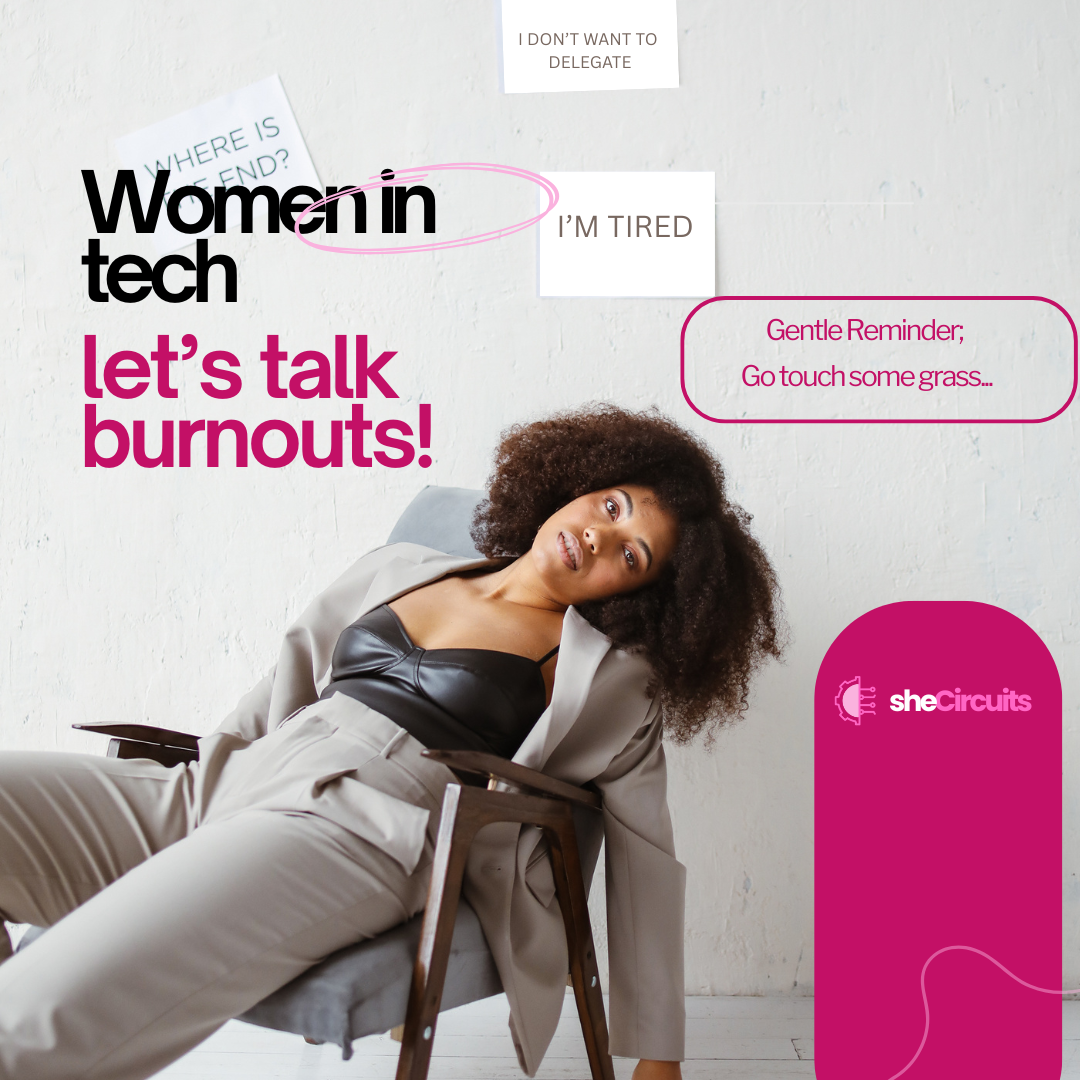 I DON'T WANT TO
DELEGATE
WHERE IS
END?
Women in
tech
I'M TIRED
let's talk
burnouts!
Gentle Reminder;
Go touch some grass...
sheCircuits